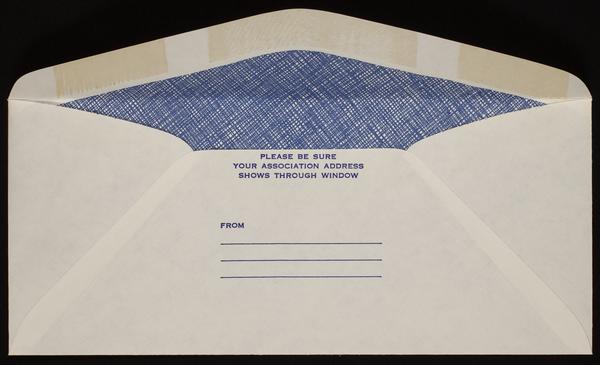 PLEASE BE SURE
YOUR ASSOCIATION ADDRESS
SHOWS THROUGH WINDOW
FROM